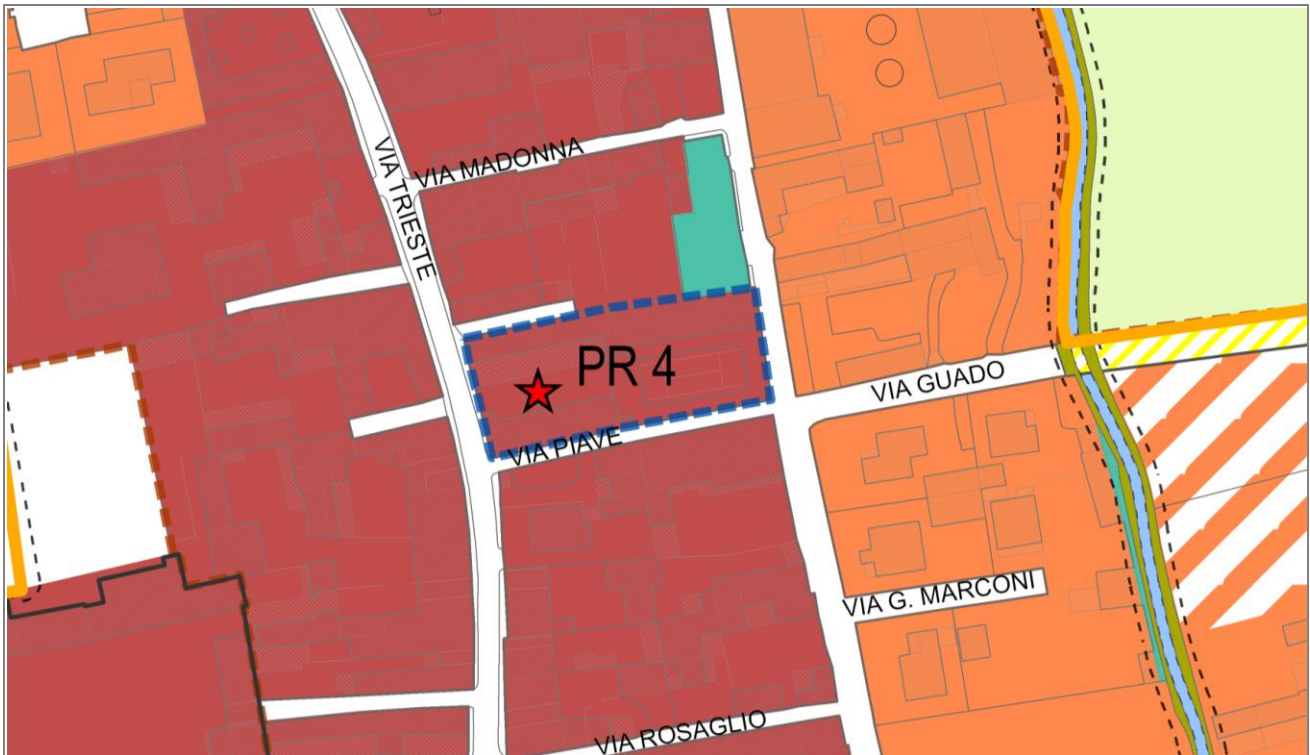 VIA MADONNA
VIA TRIESTE
PR 4
VIA GUADO
VIA PIAVE
VIA G. MARCONI
VIA ROSAGLIO